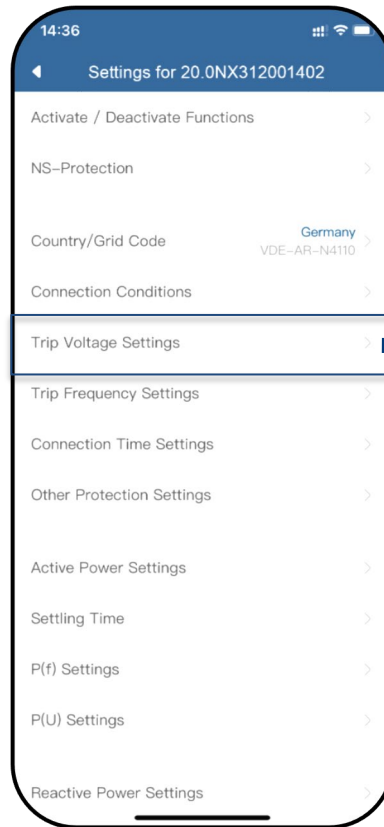 14:36
Settings for 20.0NX312001402
Activate / Deactivate Functions
NS-Protection
Country/Grid Code
Germany
VDE-AR-N4110
Connection Conditions
Trip Voltage Settings
Trip Frequency Settings
Connection Time Settings
Other Protection Settings
Active Power Settings
Settling Time
P(f) Settings
P(U) Settings
Reactive Power Settings